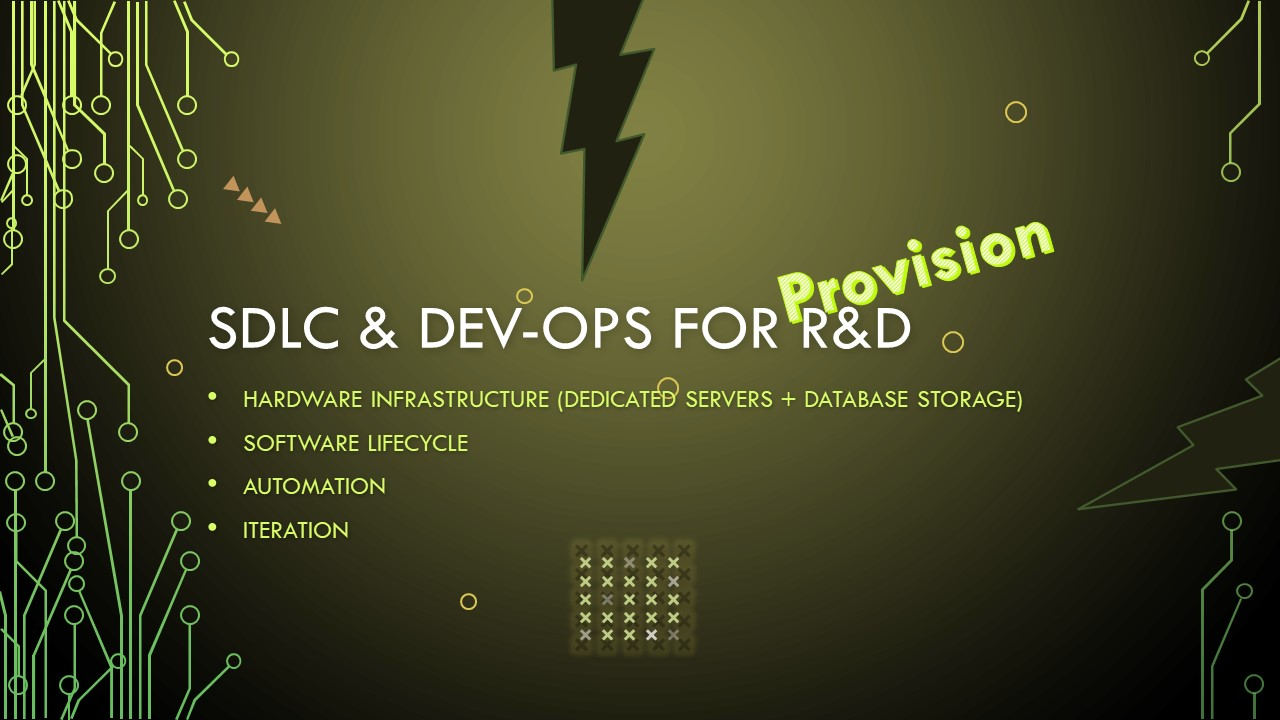 Provision
SDLC & DEV-OPS FOR R&D
• HARDWARE INFRASTRUCTURE (DEDICATED SERVERS + DATABASE STORAGE)
• SOFTWARE LIFECYCLE
• AUTOMATION
• ITERATION